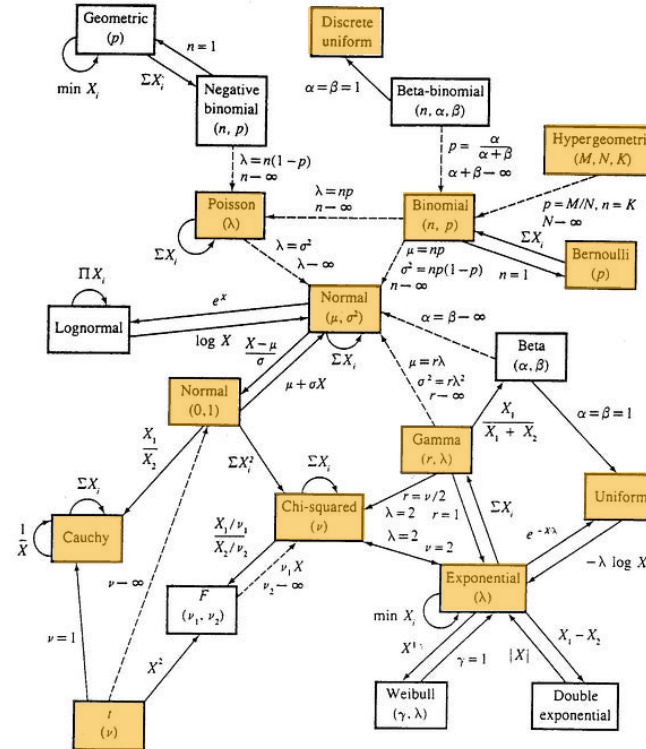 Geometric
(p)
n = 1
min X_i
ΣX_i
Negative
binomial
(n, p)
Discrete
uniform
α = β = 1
Beta-binomial
(n, α, β)
p = α / (α + β)
α + β → ∞
Hypergeometric
(M, N, K)
λ = n(1 − p)
n → ∞
Poisson
(λ)
ΣX_i
λ = np
n → ∞
Binomial
(n, p)
p = M/N, n = K
N → ∞
ΣX_i
Bernoulli
(p)
n = 1
λ = σ²
λ → ∞
μ = np
σ² = np(1 − p)
n → ∞
ΠX_i
Lognormal
e^X
log X
Normal
(μ, σ²)
ΣX_i
α = β → ∞
Beta
(α, β)
(X − μ) / σ
μ + σX
μ = rλ
σ² = rλ²
r → ∞
X_1 / (X_1 + X_2)
α = β = 1
Normal
(0, 1)
Gamma
(r, λ)
X_1 / X_2
ΣX_i²
ΣX_i
ΣX_i
1/X
Cauchy
Chi-squared
(ν)
r = ν/2
λ = 2
r = 1
ΣX_i
Uniform
X_1/ν_1 / X_2/ν_2
λ = 2
ν = 2
e^−X/λ
−λ log X
ν → ∞
ν_1 X
ν_2 → ∞
F
(ν_1, ν_2)
Exponential
(λ)
min X_i
ν = 1
X²
γ = 1
|X|
X_1 − X_2
t
(ν)
Weibull
(γ, λ)
Double
exponential